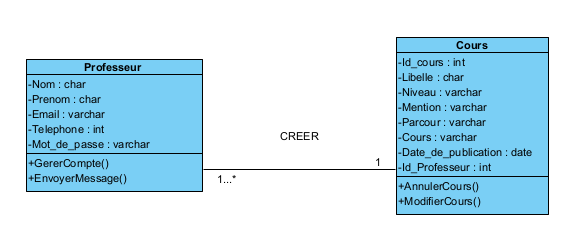 Professeur
-Nom : char
-Prenom : char
-Email : varchar
-Telephone : int
-Mot_de_passe : varchar
+GererCompte()
+EnvoyerMessage()
CREER
1...*
1
Cours
-Id_cours : int
-Libelle : char
-Niveau : varchar
-Mention : varchar
-Parcour : varchar
-Cours : varchar
-Date_de_publication : date
-Id_Professeur : int
+AnnulerCours()
+ModifierCours()